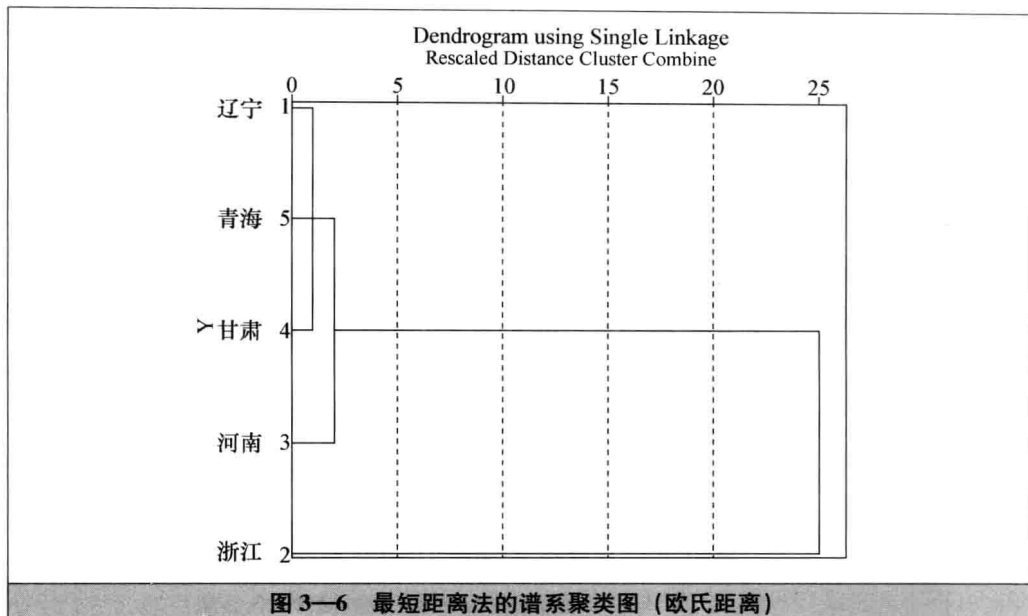 Dendrogram using Single Linkage
Rescaled Distance Cluster Combine
0 5 10 15 20 25
辽宁 1
青海 5
Y 甘肃 4
河南 3
浙江 2
图 3—6 最短距离法的谱系聚类图（欧氏距离）